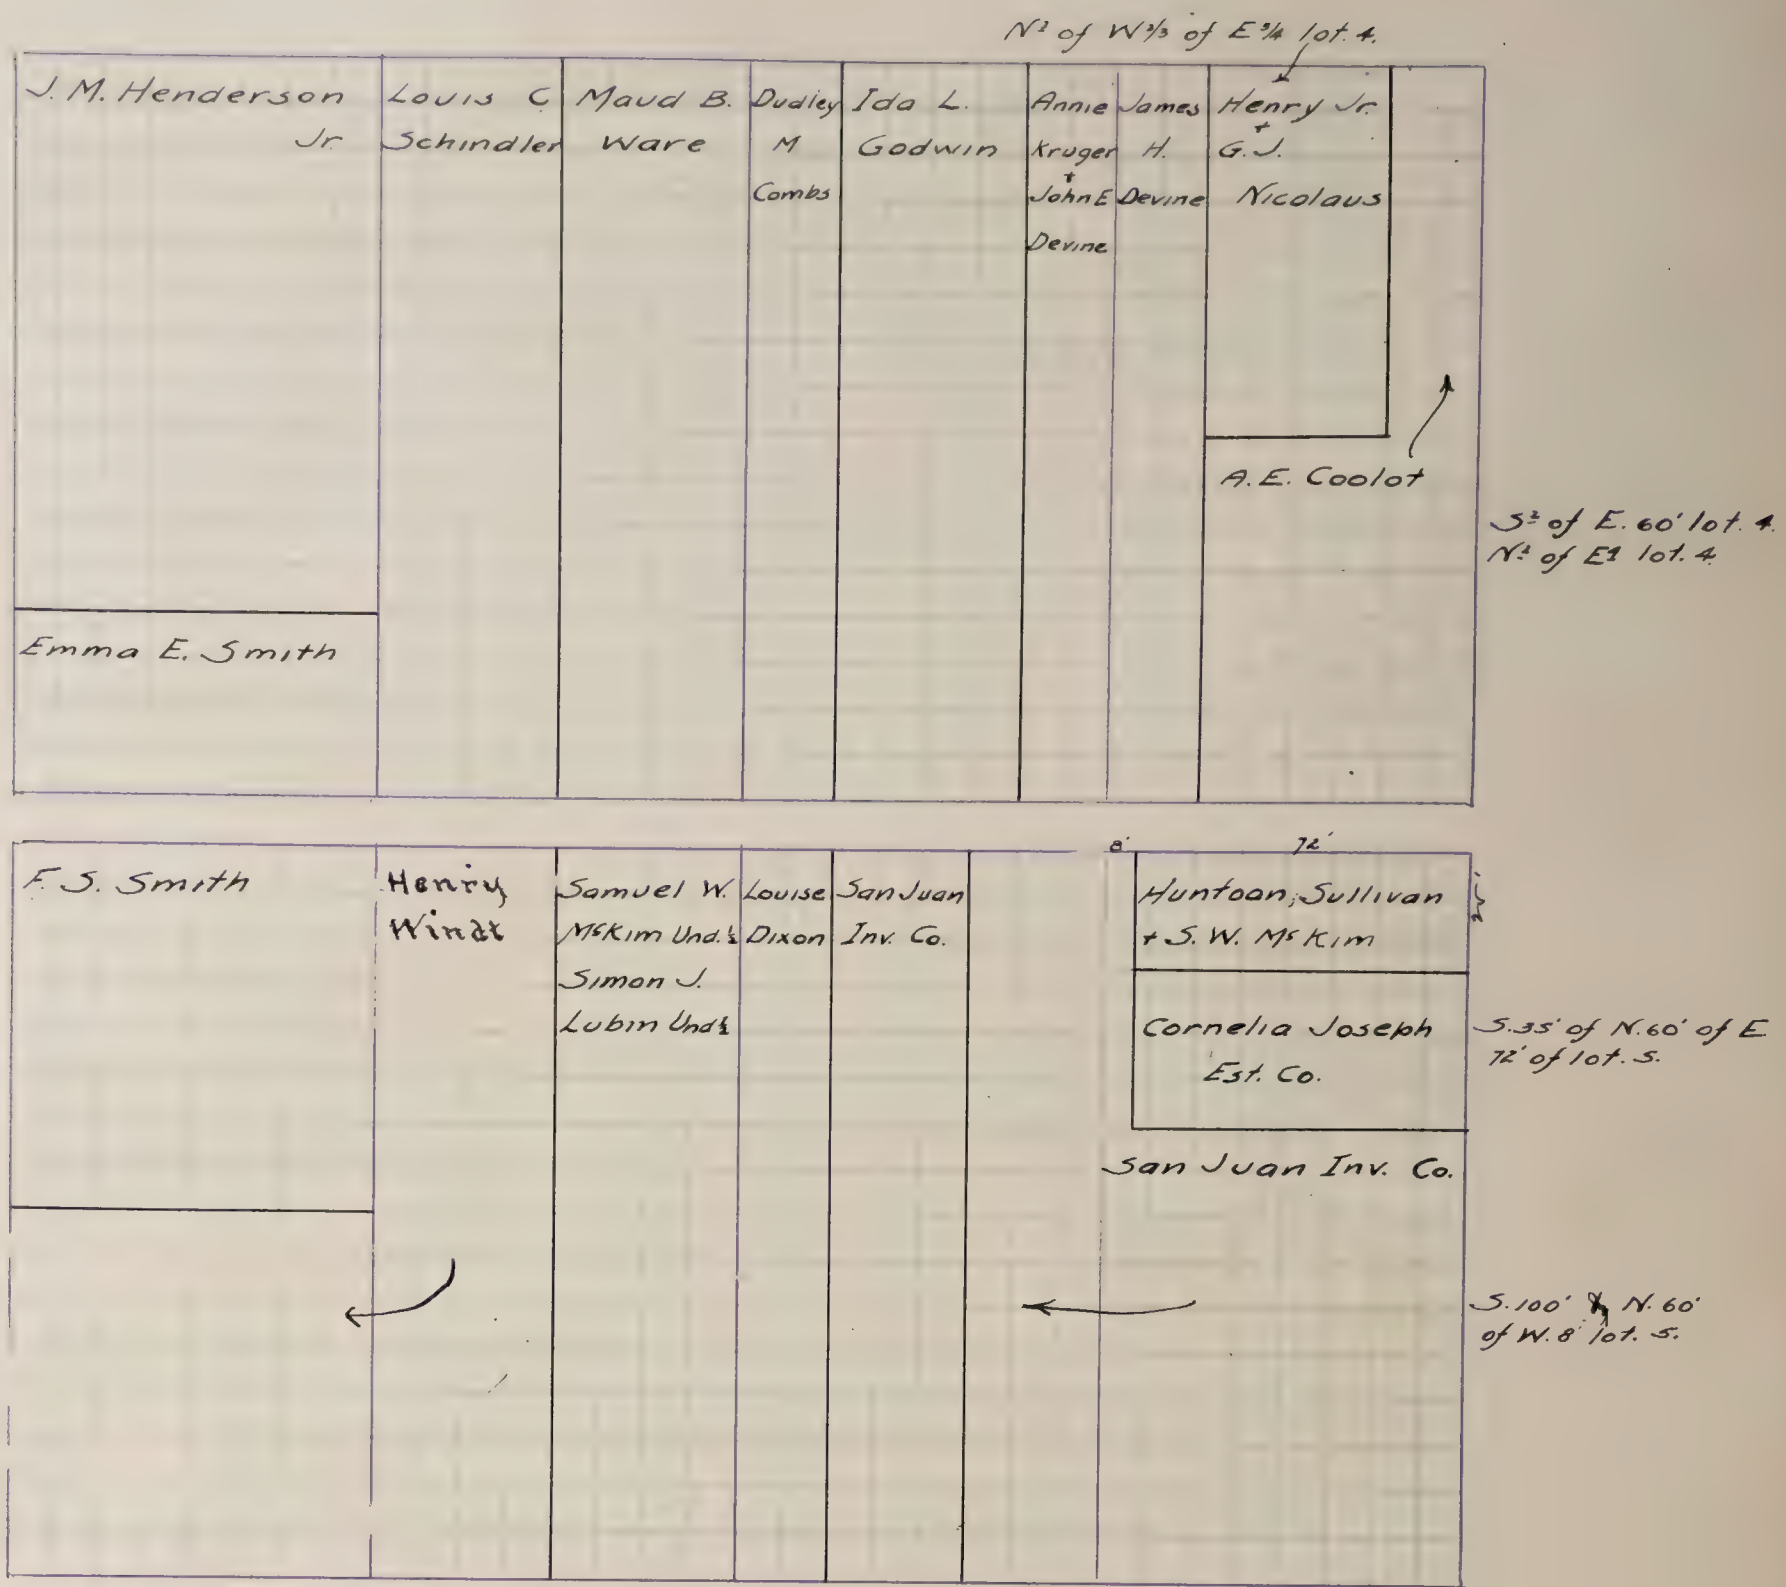 N½ of W⅔ of E¾ lot. 4.
J. M. Henderson
Jr
Louis C
Schindler
Maud B.
Ware
Dudley
M
Combs
Ida L.
Godwin
Annie
Kruger
+
John E
Devine
James
H.
Devine
Henry Jr.
+
G. J.
Nicolaus
A. E. Coolot
S½ of E. 60' lot. 4.
N½ of E¼ lot. 4
Emma E. Smith
F. S. Smith
Henry
Windt
Samuel W.
McKim Und. ½
Simon J.
Lubin Und ½
Louise
Dixon
San Juan
Inv. Co.
8'
72'
Huntoon, Sullivan
+ S. W. McKim
25'
Cornelia Joseph
Est. Co.
S. 35' of N. 60' of E
72' of lot. 5.
San Juan Inv. Co.
S. 100' & N. 60'
of W. 8' lot. 5.